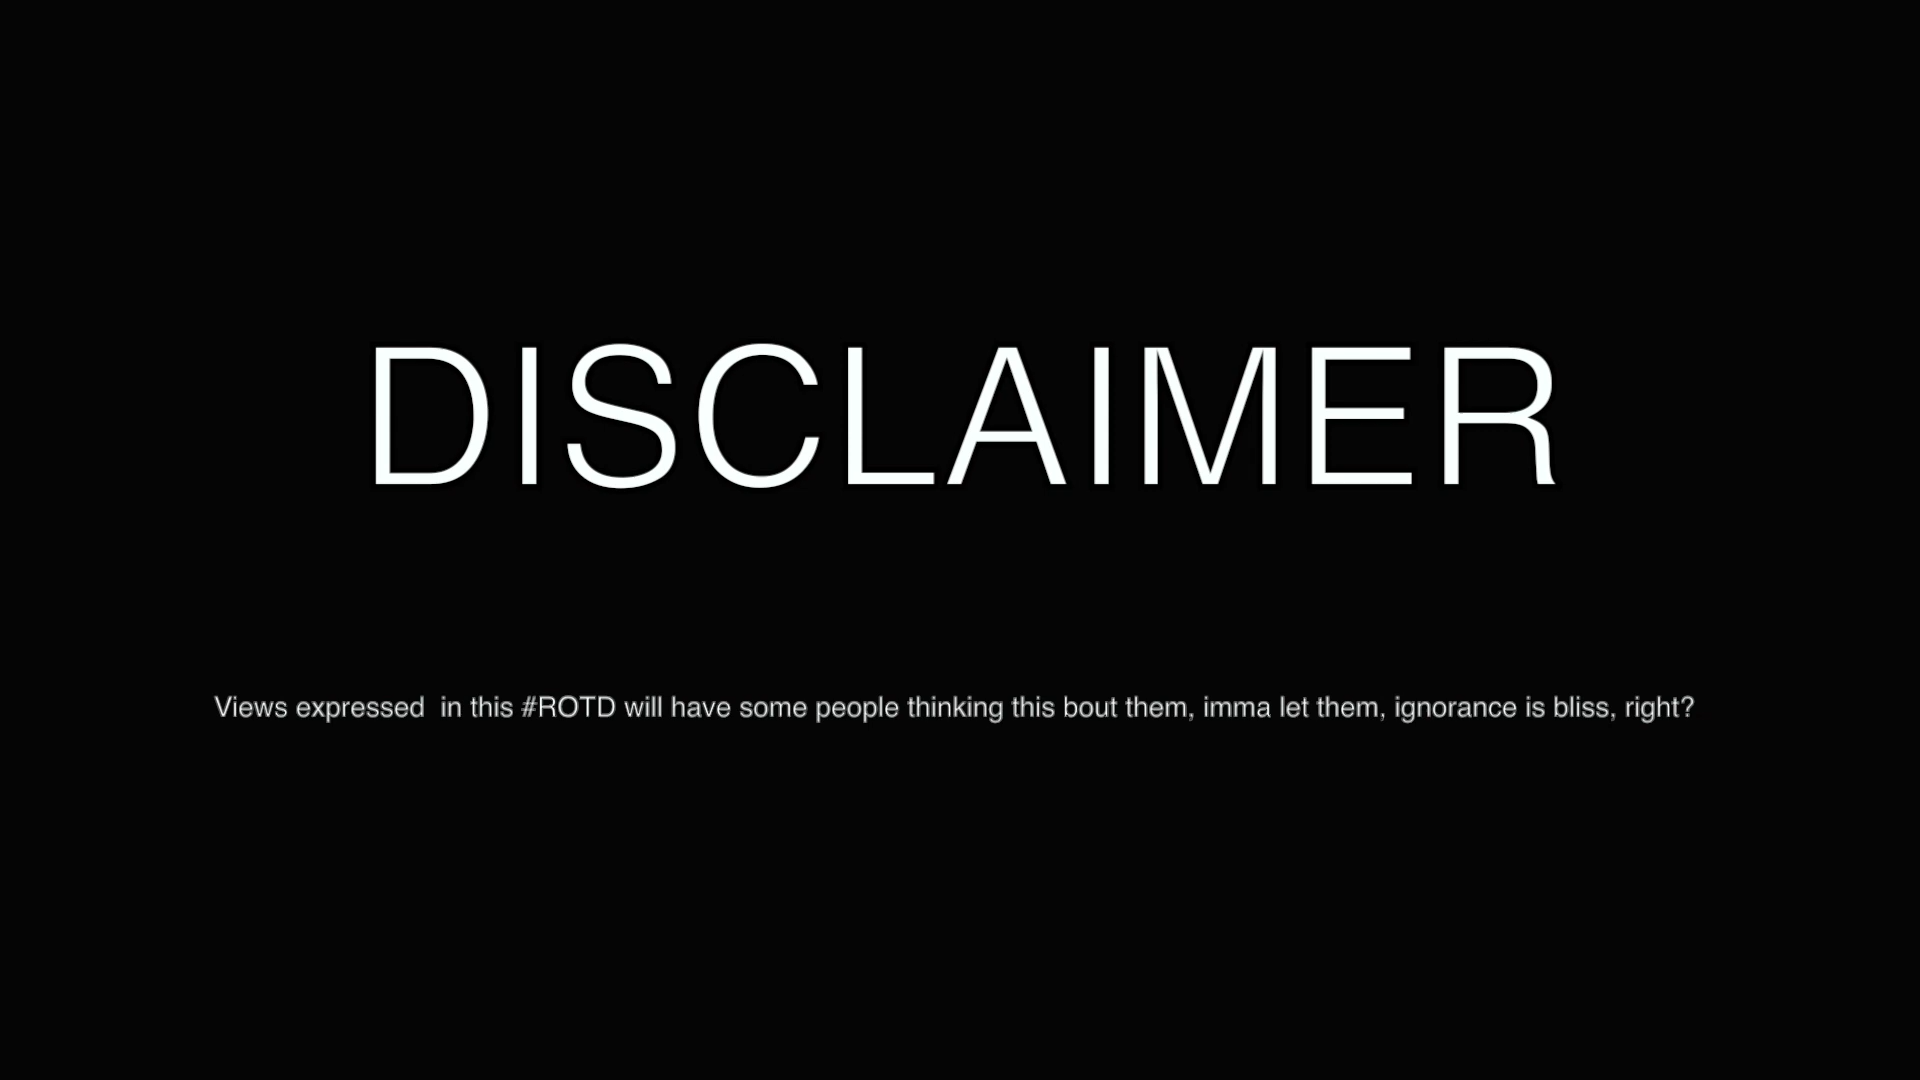 DISCLAIMER
Views expressed  in this #ROTD will have some people thinking this bout them, imma let them, ignorance is bliss, right?